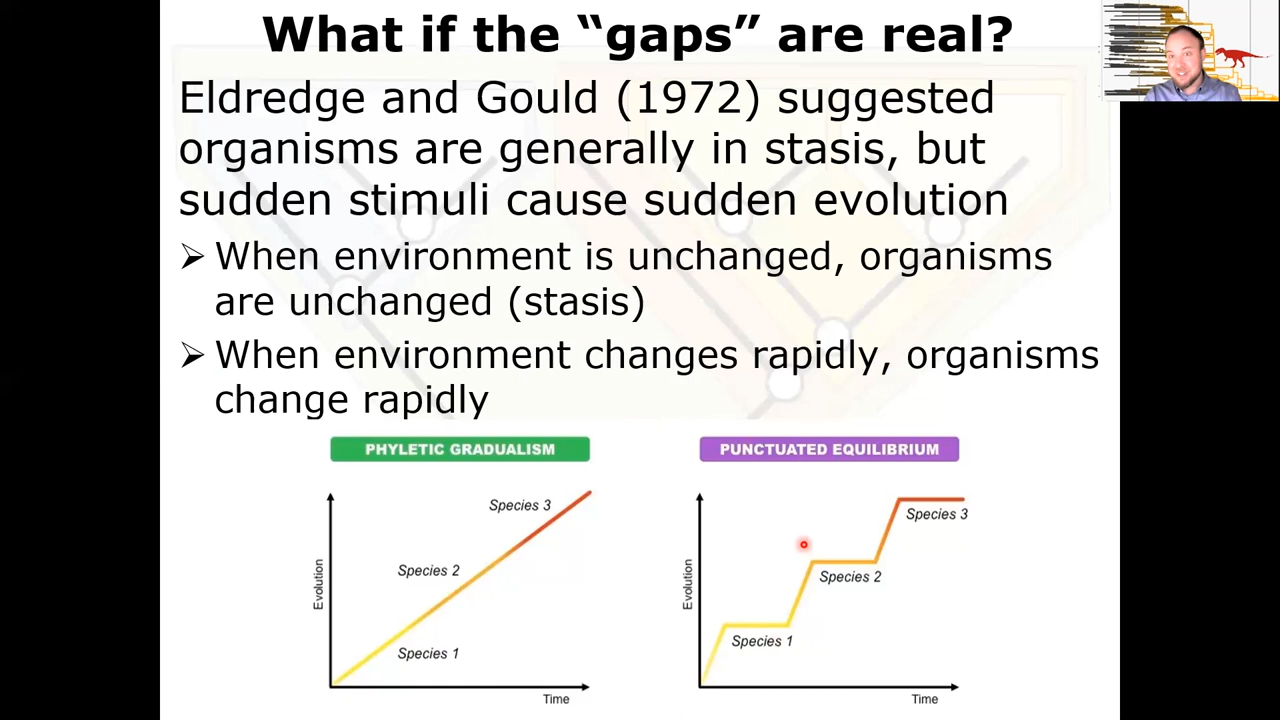 What if the “gaps” are real?
Eldredge and Gould (1972) suggested
organisms are generally in stasis, but
sudden stimuli cause sudden evolution
➢ When environment is unchanged, organisms
are unchanged (stasis)
➢ When environment changes rapidly, organisms
change rapidly
PHYLETIC GRADUALISM
Species 3
Species 2
Species 1
Evolution
Time
PUNCTUATED EQUILIBRIUM
Species 3
Species 2
Species 1
Evolution
Time